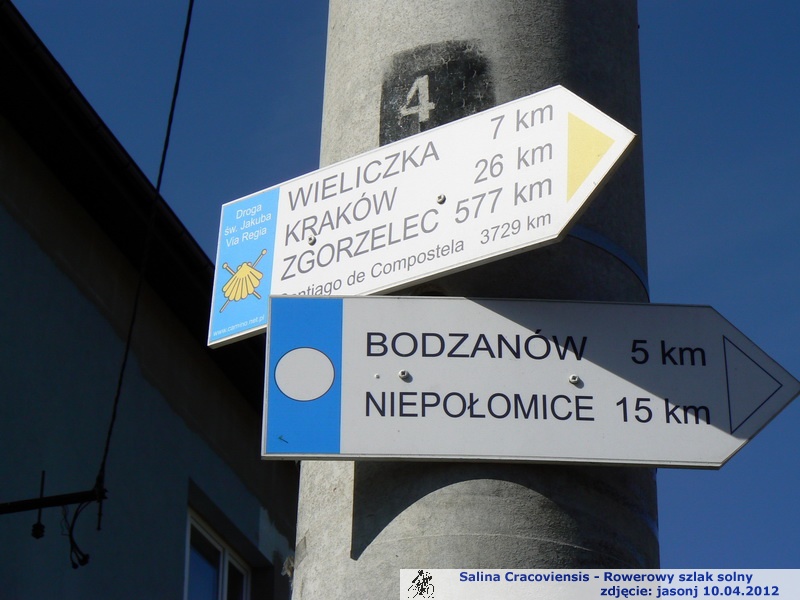 4
Droga
św. Jakuba
Via Regia
WIELICZKA 7 km
KRAKÓW 26 km
ZGORZELEC 577 km
Santiago de Compostela 3729 km
www.camino.net.pl
BODZANÓW 5 km
NIEPOŁOMICE 15 km
Salina Cracoviensis - Rowerowy szlak solny
zdjęcie: jasonj 10.04.2012